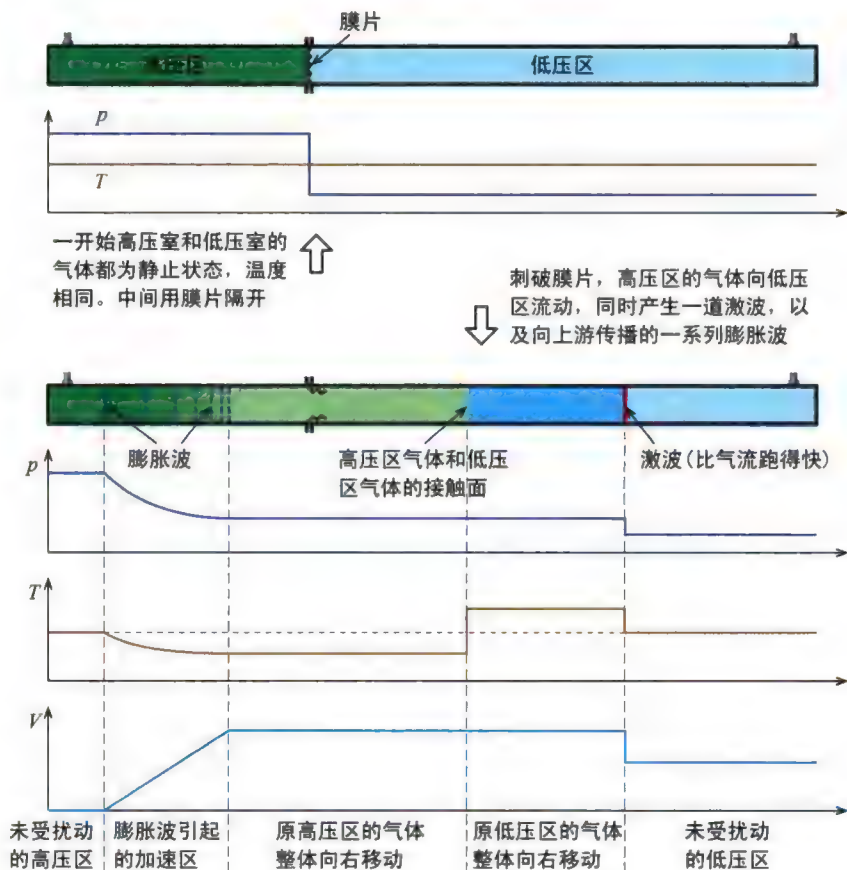 膜片
低压区
p
T
一开始高压室和低压室的
气体都为静止状态，温度
相同。中间用膜片隔开
刺破膜片，高压区的气体向低压
区流动，同时产生一道激波，以
及向上游传播的一系列膨胀波
膨胀波
高压区气体和低压
区气体的接触面
激波（比气流跑得快）
p
T
V
未受扰动
的高压区
膨胀波引起
的加速区
原高压区的气体
整体向右移动
原低压区的气体
整体向右移动
未受扰动
的低压区